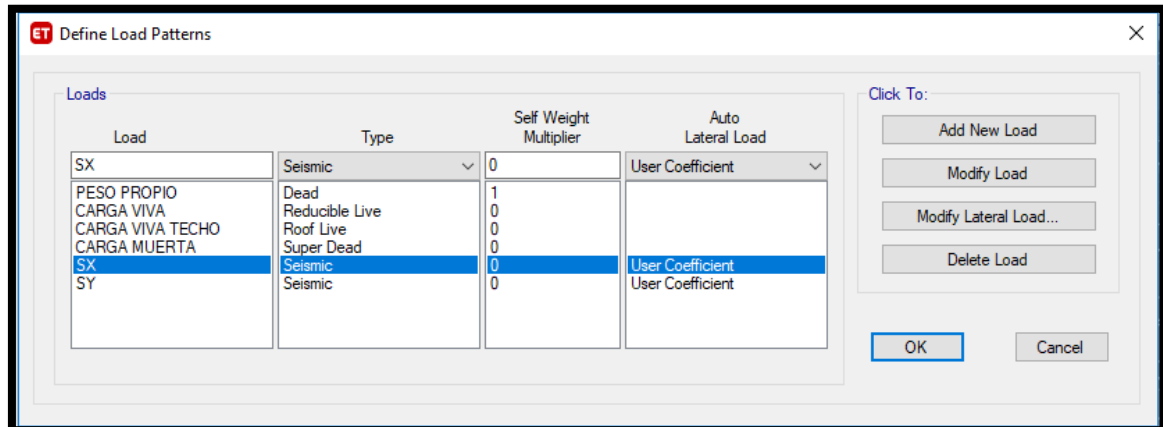 ET Define Load Patterns
Loads
Click To:
Load Type Self Weight Multiplier Auto Lateral Load
SX Seismic 0 User Coefficient
PESO PROPIO Dead 1
CARGA VIVA Reducible Live 0
CARGA VIVA TECHO Roof Live 0
CARGA MUERTA Super Dead 0
SX Seismic 0 User Coefficient
SY Seismic 0 User Coefficient
Add New Load
Modify Load
Modify Lateral Load...
Delete Load
OK Cancel